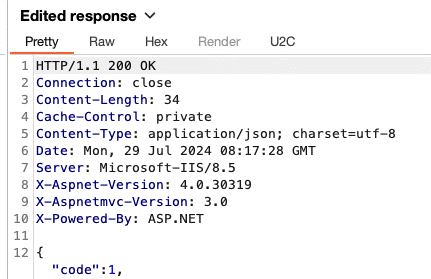 Edited response
Pretty Raw Hex Render U2C
1 HTTP/1.1 200 OK
2 Connection: close
3 Content-Length: 34
4 Cache-Control: private
5 Content-Type: application/json; charset=utf-8
6 Date: Mon, 29 Jul 2024 08:17:28 GMT
7 Server: Microsoft-IIS/8.5
8 X-Aspnet-Version: 4.0.30319
9 X-Aspnetmvc-Version: 3.0
10 X-Powered-By: ASP.NET
11
12 {
"code":1,